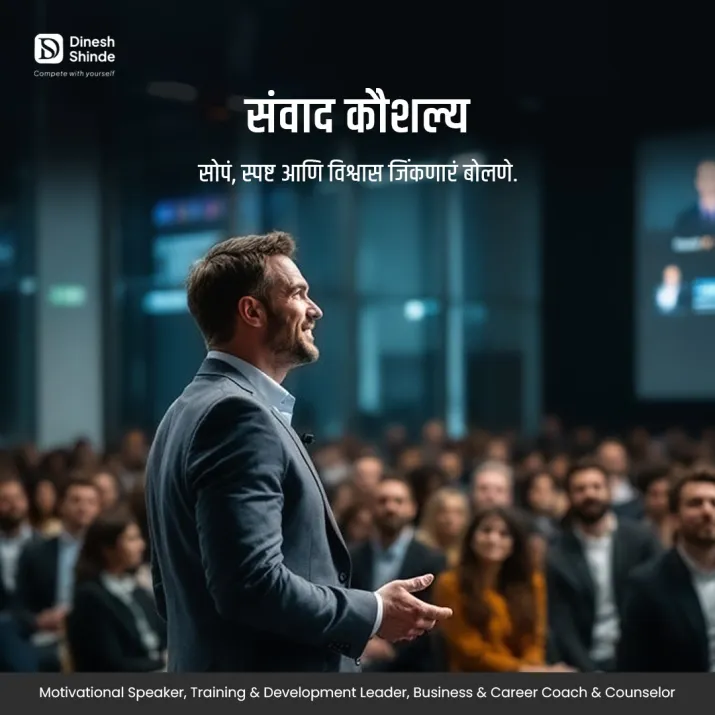 Dinesh
Shinde
Compete with yourself
संवाद कौशल्य
सोपं, स्पष्ट आणि विश्वास जिंकणारं बोलणे.
Motivational Speaker, Training & Development Leader, Business & Career Coach & Counselor